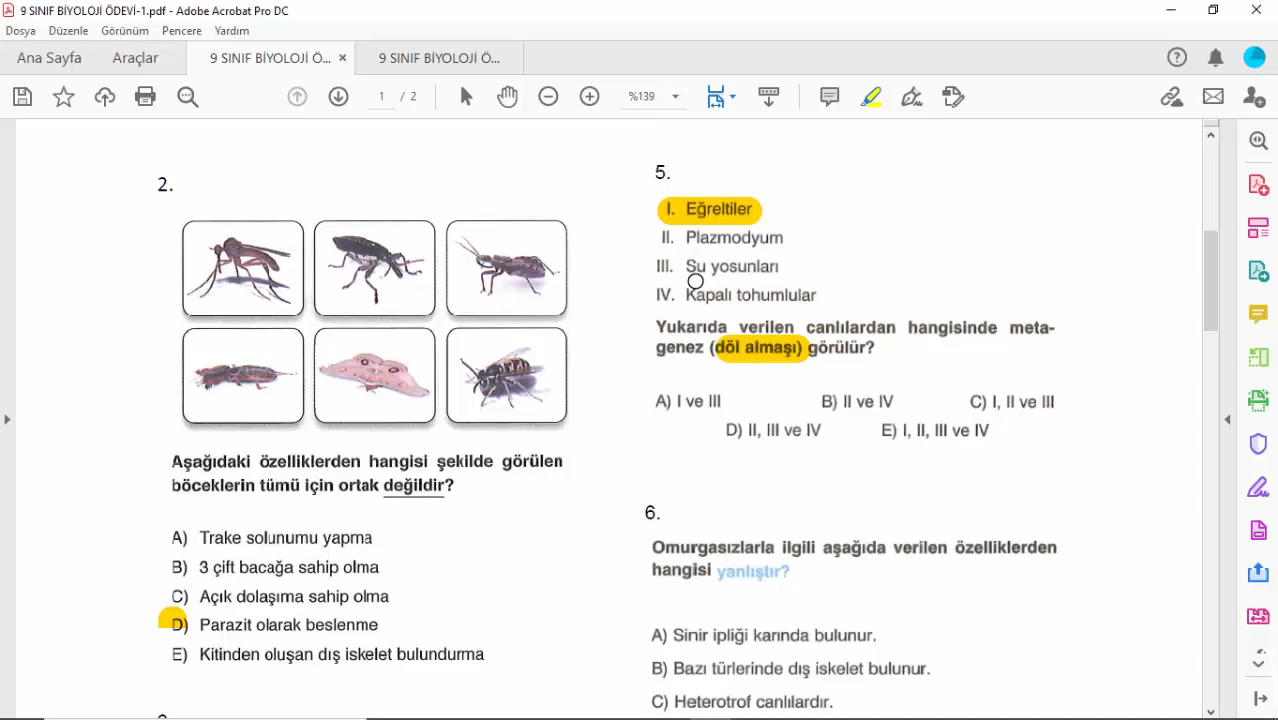 9 SINIF BİYOLOJİ ÖDEVİ-1.pdf - Adobe Acrobat Pro DC
Dosya Düzenle Görünüm Pencere Yardım
Ana Sayfa Araçlar 9 SINIF BİYOLOJİ Ö... × 9 SINIF BİYOLOJİ Ö...
1 / 2 %139
2.
Aşağıdaki özelliklerden hangisi şekilde görülen
böceklerin tümü için ortak değildir?
A) Trake solunumu yapma
B) 3 çift bacağa sahip olma
C) Açık dolaşıma sahip olma
D) Parazit olarak beslenme
E) Kitinden oluşan dış iskelet bulundurma
5.
I. Eğreltiler
II. Plazmodyum
III. Su yosunları
IV. Kapalı tohumlular
Yukarıda verilen canlılardan hangisinde meta-
genez (döl almaşı) görülür?
A) I ve III B) II ve IV C) I, II ve III
D) II, III ve IV E) I, II, III ve IV
6.
Omurgasızlarla ilgili aşağıda verilen özelliklerden
hangisi yanlıştır?
A) Sinir ipliği karında bulunur.
B) Bazı türlerinde dış iskelet bulunur.
C) Heterotrof canlılardır.